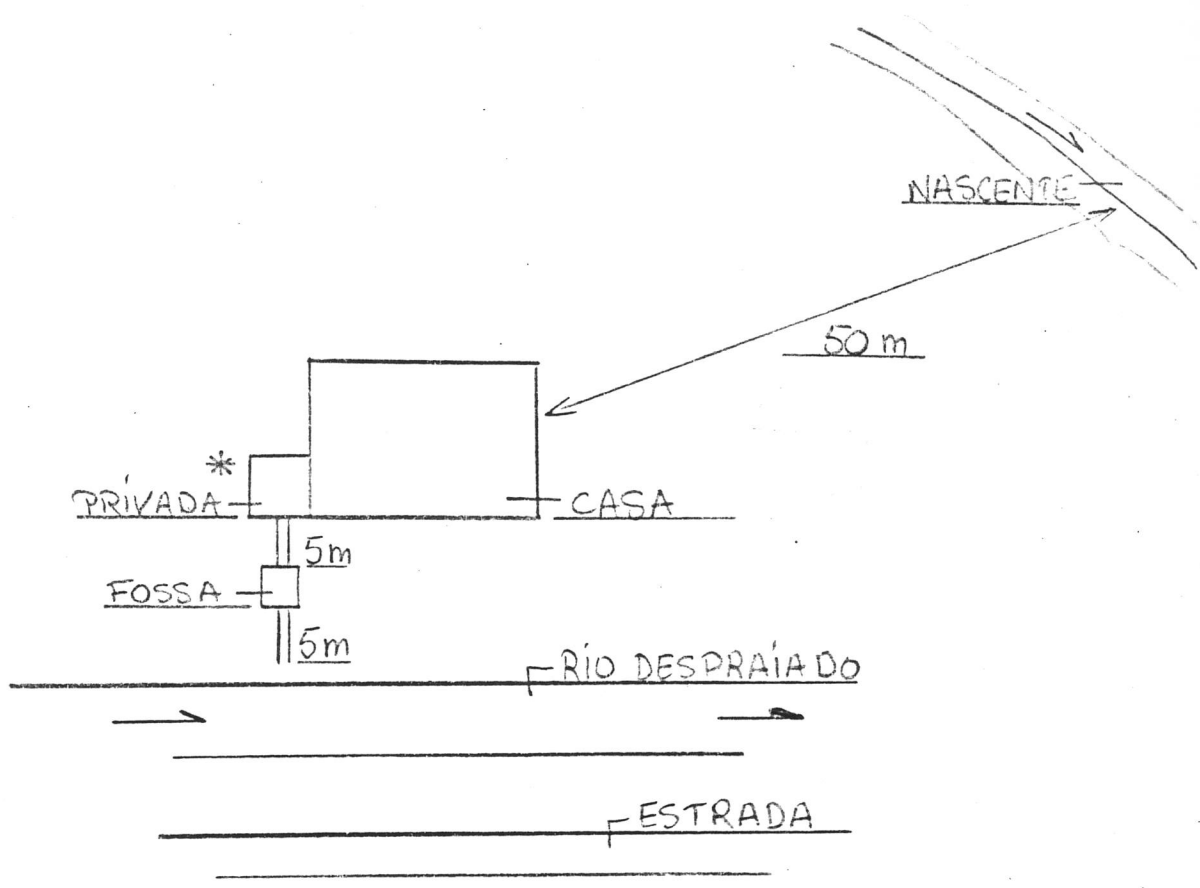 NASCENTE
50 m
*
PRIVADA
CASA
5m
FOSSA
5m
RIO DESPRAIADO
ESTRADA